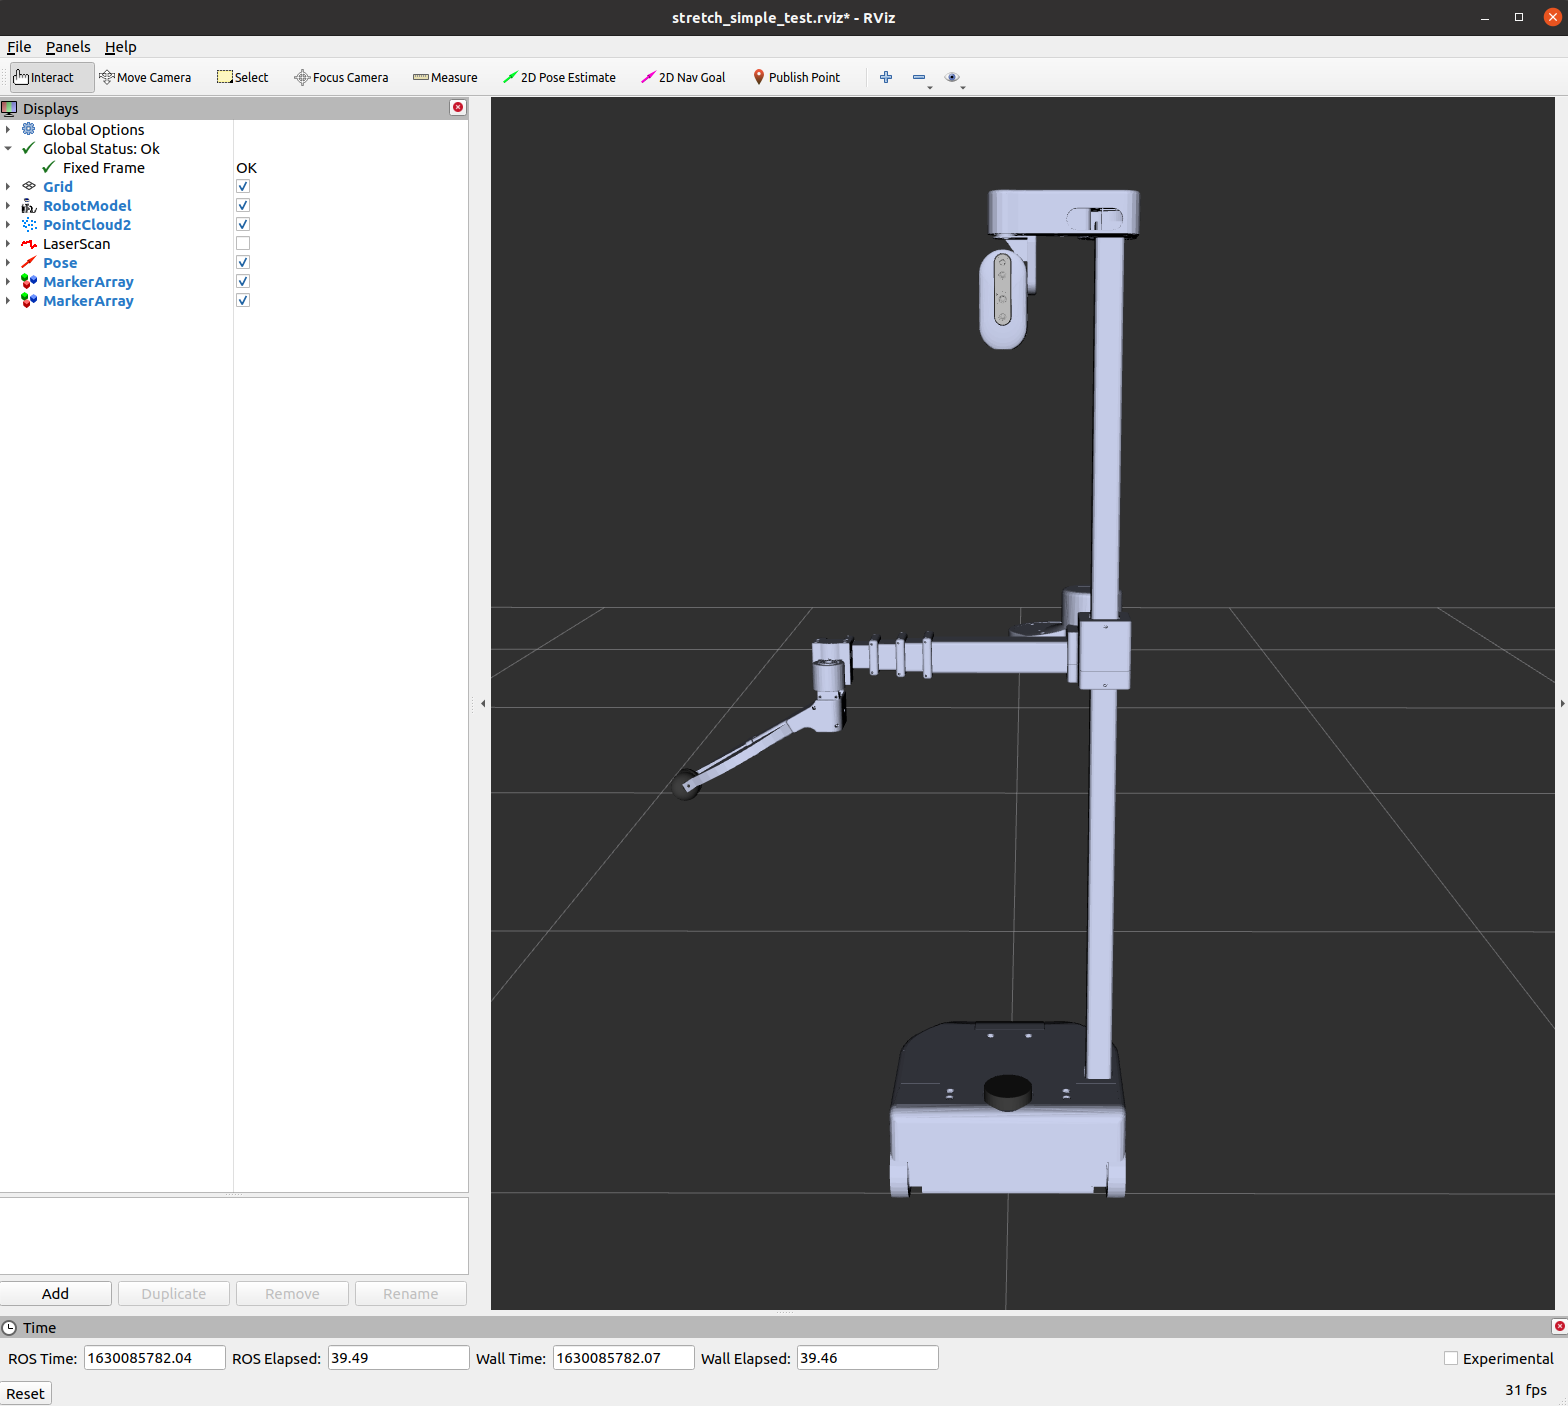 stretch_simple_test.rviz* - RViz
File Panels Help
Interact Move Camera Select Focus Camera Measure 2D Pose Estimate 2D Nav Goal Publish Point
Displays
Global Options
Global Status: Ok
Fixed Frame OK
Grid
RobotModel
PointCloud2
LaserScan
Pose
MarkerArray
MarkerArray
Add Duplicate Remove Rename
Time
ROS Time: 1630085782.04 ROS Elapsed: 39.49 Wall Time: 1630085782.07 Wall Elapsed: 39.46 Experimental
Reset 31 fps